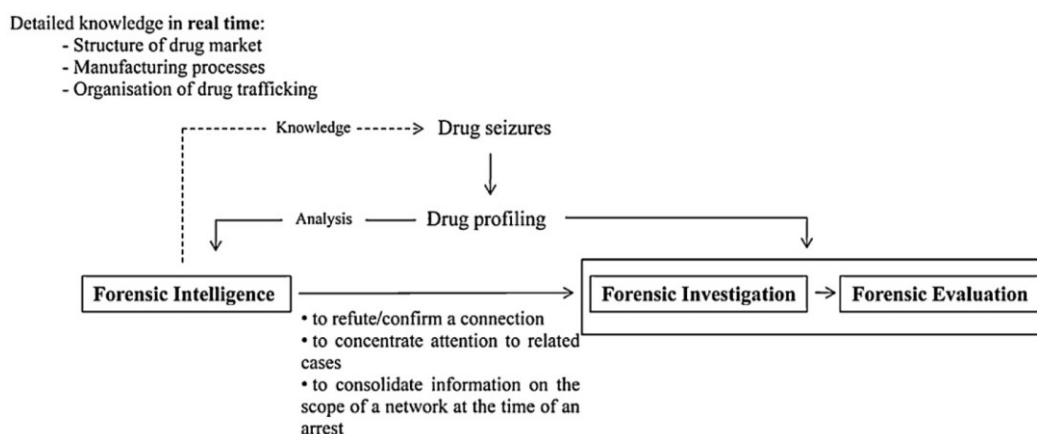 Detailed knowledge in real time:
- Structure of drug market
- Manufacturing processes
- Organisation of drug trafficking
Knowledge
Drug seizures
Analysis
Drug profiling
Forensic Intelligence
Forensic Investigation
Forensic Evaluation
• to refute/confirm a connection
• to concentrate attention to related
cases
• to consolidate information on the
scope of a network at the time of an
arrest